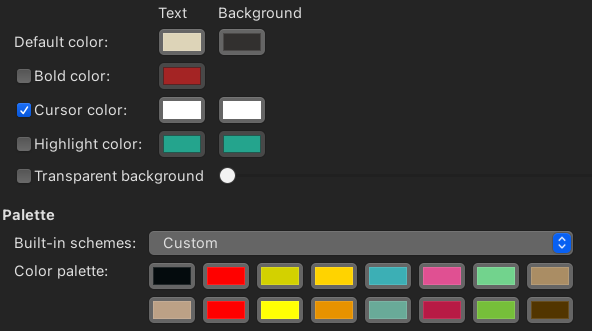 Text Background
Default color:
Bold color:
Cursor color:
Highlight color:
Transparent background
Palette
Built-in schemes: Custom
Color palette: